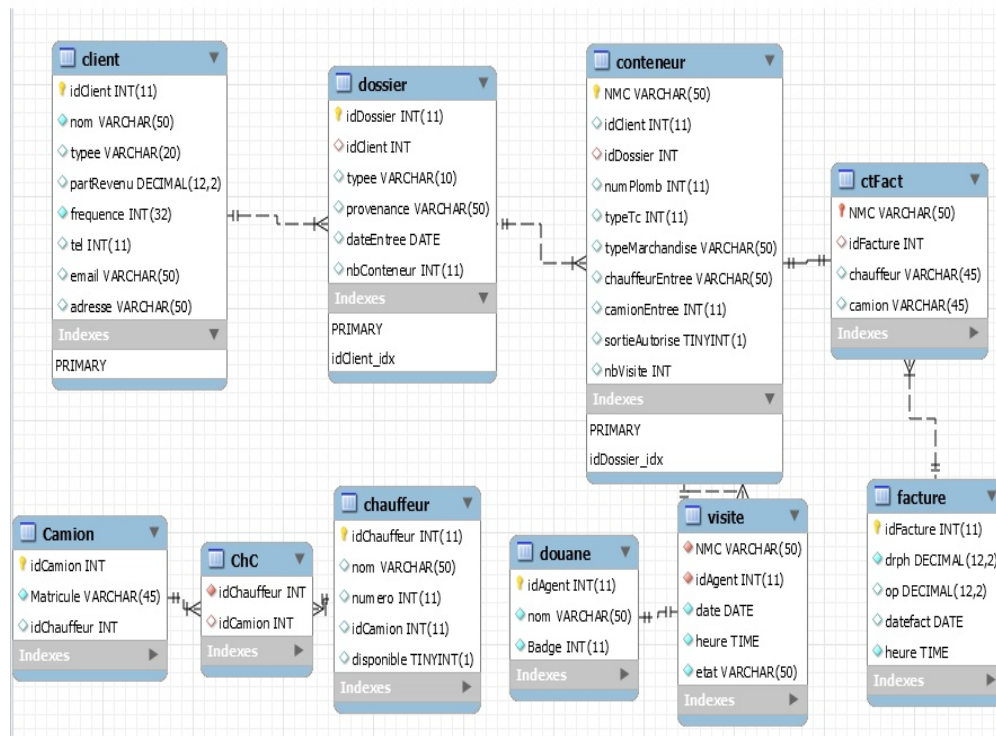 client
idClient INT(11)
nom VARCHAR(50)
typee VARCHAR(20)
partRevenu DECIMAL(12,2)
frequence INT(32)
tel INT(11)
email VARCHAR(50)
adresse VARCHAR(50)
Indexes
PRIMARY
dossier
idDossier INT(11)
idClient INT
typee VARCHAR(10)
provenance VARCHAR(50)
dateEntree DATE
nbConteneur INT(11)
Indexes
PRIMARY
idClient_idx
conteneur
NMC VARCHAR(50)
idClient INT(11)
idDossier INT
numPlomb INT(11)
typeTc INT(11)
typeMarchandise VARCHAR(50)
chauffeurEntree VARCHAR(50)
camionEntree INT(11)
sortieAutorise TINYINT(1)
nbVisite INT
Indexes
PRIMARY
idDossier_idx
ctFact
NMC VARCHAR(50)
idFacture INT
chauffeur VARCHAR(45)
camion VARCHAR(45)
Indexes
Camion
idCamion INT
Matricule VARCHAR(45)
idChauffeur INT
Indexes
ChC
idChauffeur INT
idCamion INT
Indexes
chauffeur
idChauffeur INT(11)
nom VARCHAR(50)
numero INT(11)
idCamion INT(11)
disponible TINYINT(1)
Indexes
douane
idAgent INT(11)
nom VARCHAR(50)
Badge INT(11)
Indexes
visite
NMC VARCHAR(50)
idAgent INT(11)
date DATE
heure TIME
etat VARCHAR(50)
Indexes
facture
idFacture INT(11)
drph DECIMAL(12,2)
op DECIMAL(12,2)
datefact DATE
heure TIME
Indexes